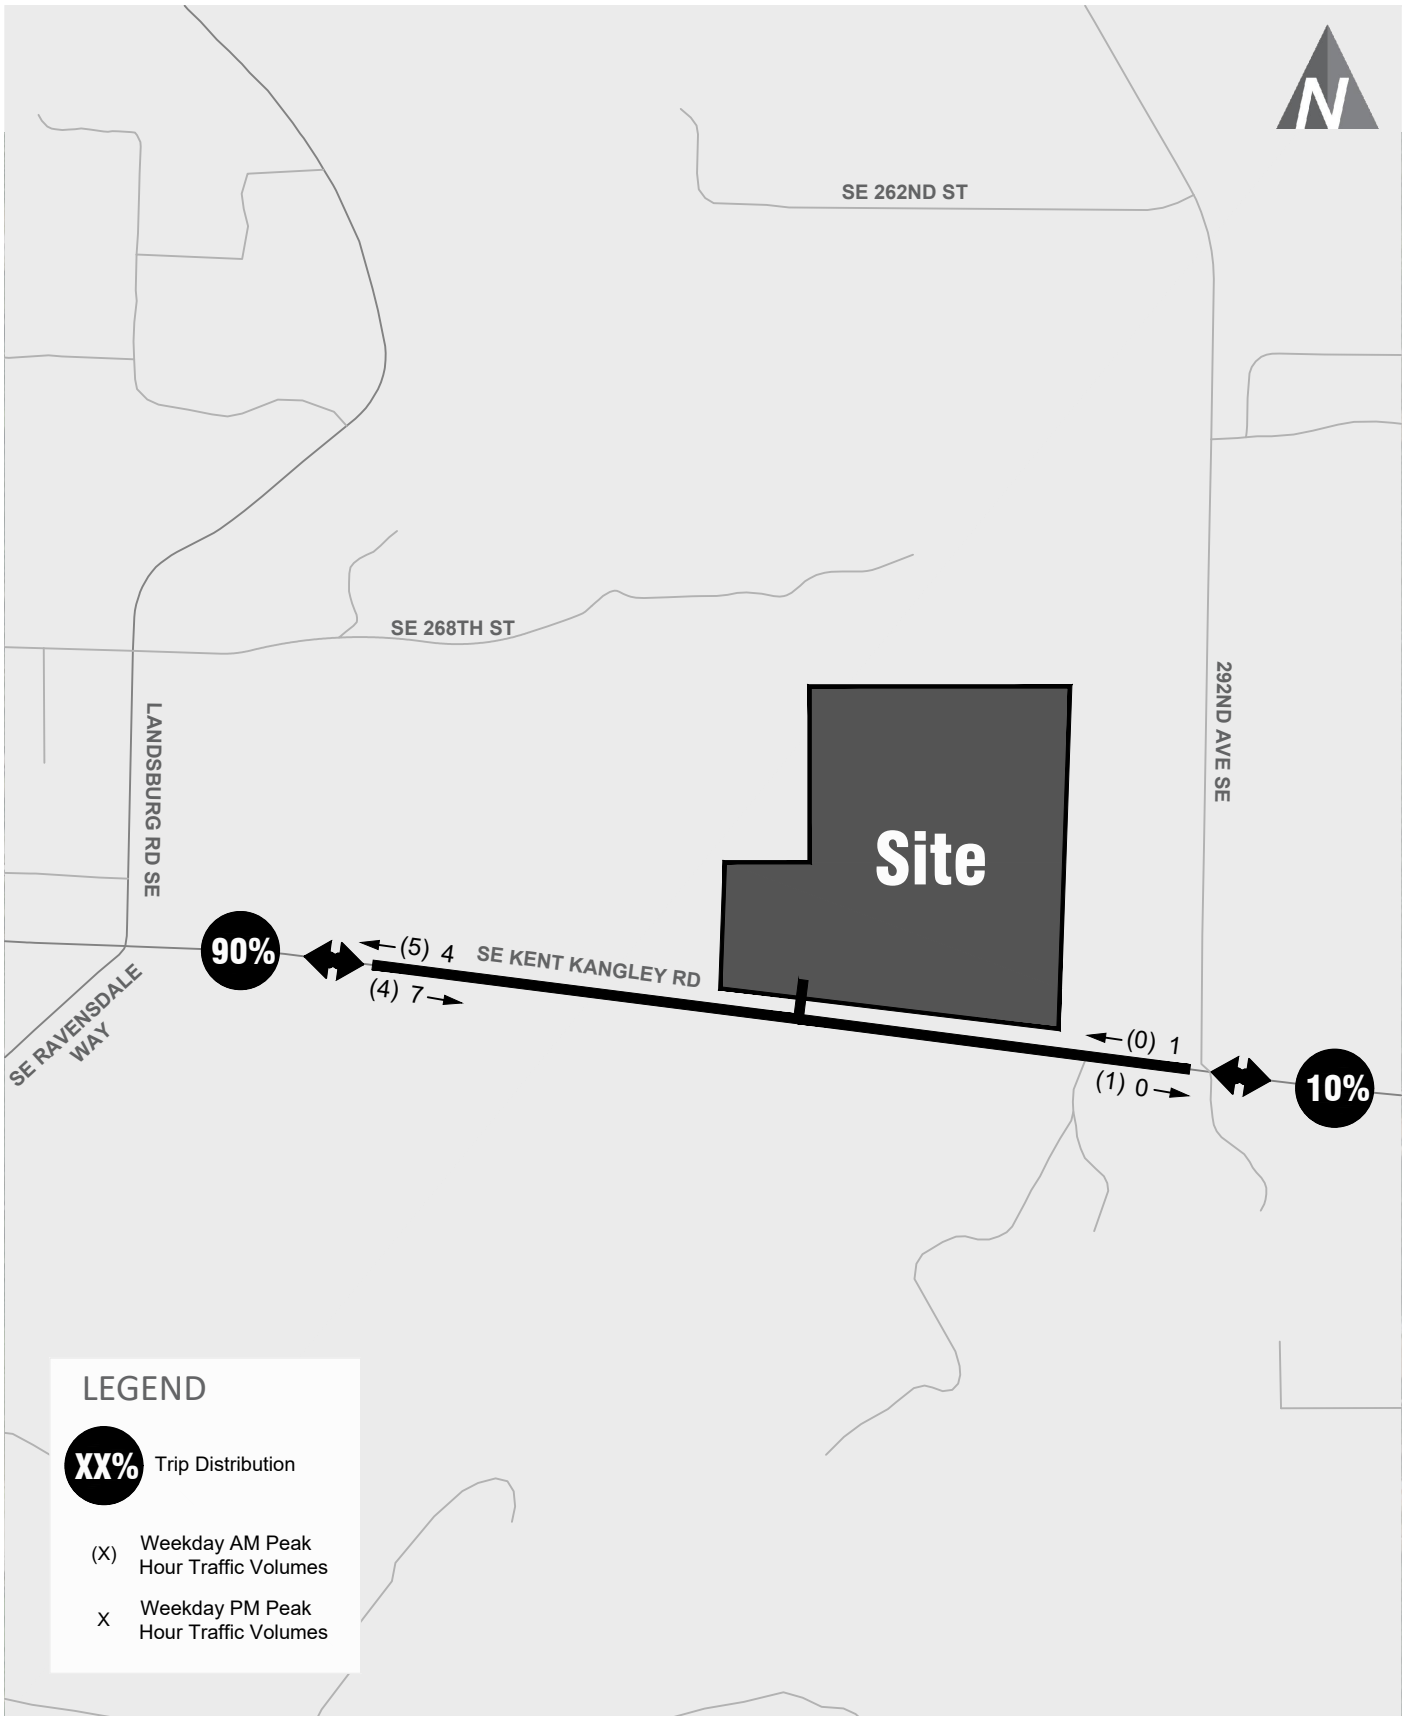 N
SE 262ND ST
SE 268TH ST
292ND AVE SE
LANDSBURG RD SE
Site
90%
(5) 4
SE KENT KANGLEY RD
(4) 7
SE RAVENSDALE
WAY
(0) 1
(1) 0
10%
LEGEND
XX% Trip Distribution
(X) Weekday AM Peak
Hour Traffic Volumes
X Weekday PM Peak
Hour Traffic Volumes